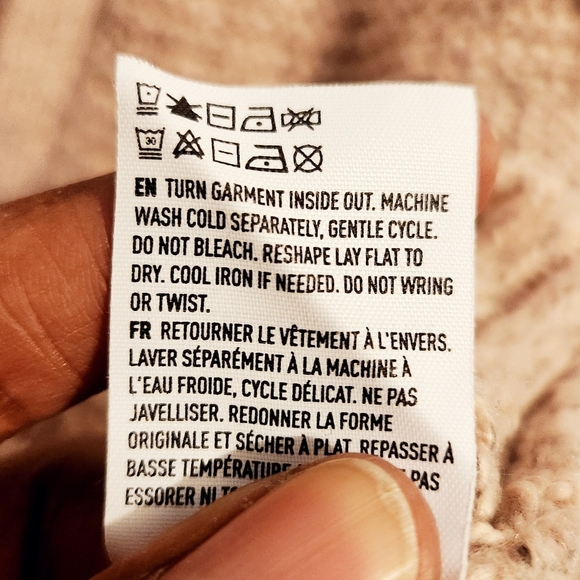 30
EN TURN GARMENT INSIDE OUT. MACHINE
WASH COLD SEPARATELY, GENTLE CYCLE.
DO NOT BLEACH. RESHAPE LAY FLAT TO
DRY. COOL IRON IF NEEDED. DO NOT WRING
OR TWIST.
FR RETOURNER LE VÊTEMENT À L'ENVERS.
LAVER SÉPARÉMENT À LA MACHINE À
L'EAU FROIDE, CYCLE DÉLICAT. NE PAS
JAVELLISER. REDONNER LA FORME
ORIGINALE ET SÉCHER À PLAT. REPASSER À
BASSE TEMPÉRATURE PAS
ESSORER NI